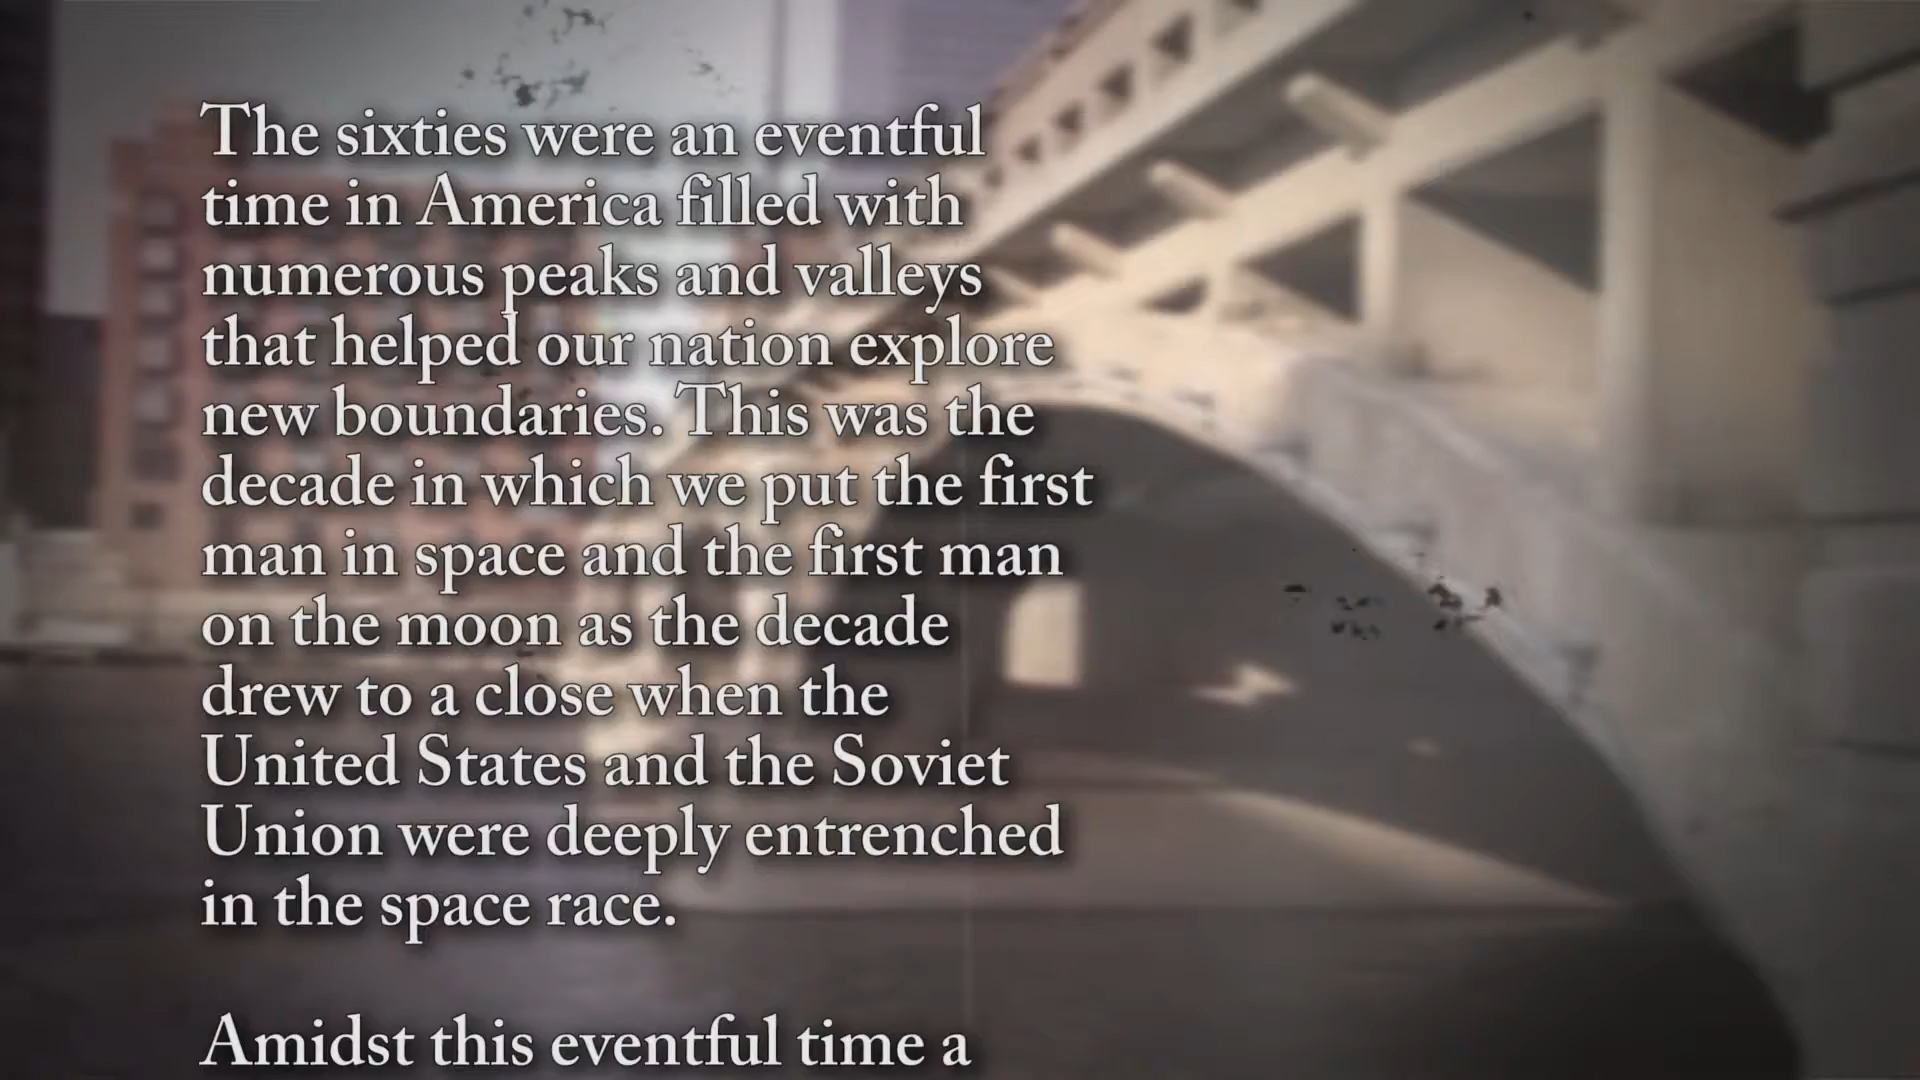 The sixties were an eventful
time in America filled with
numerous peaks and valleys
that helped our nation explore
new boundaries. This was the
decade in which we put the first
man in space and the first man
on the moon as the decade
drew to a close when the
United States and the Soviet
Union were deeply entrenched
in the space race.
Amidst this eventful time a